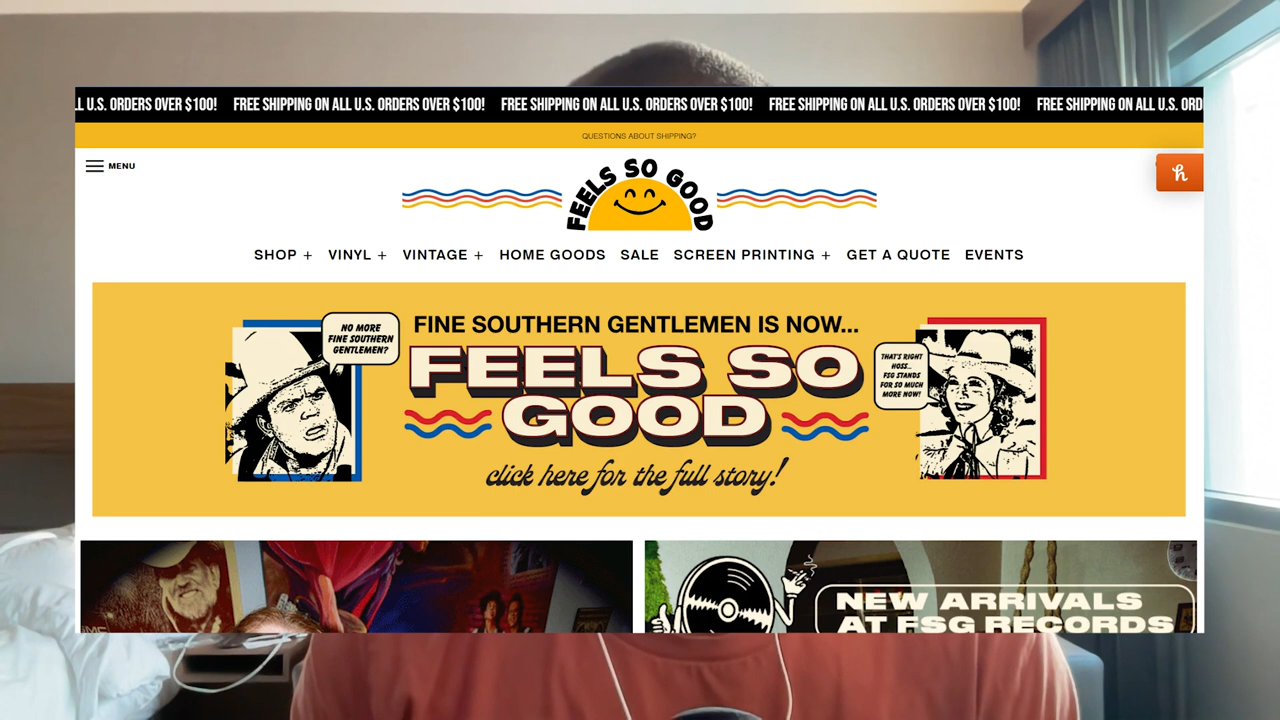 L U.S. ORDERS OVER $100! FREE SHIPPING ON ALL U.S. ORDERS OVER $100! FREE SHIPPING ON ALL U.S. ORDERS OVER $100! FREE SHIPPING ON ALL U.S. ORDERS OVER $100! FREE SHIPPING ON ALL U.S. ORD
QUESTIONS ABOUT SHIPPING?
MENU
FEELS SO GOOD
h
SHOP + VINYL + VINTAGE + HOME GOODS SALE SCREEN PRINTING + GET A QUOTE EVENTS
NO MORE
FINE SOUTHERN
GENTLEMEN?
FINE SOUTHERN GENTLEMEN IS NOW...
FEELS SO
GOOD
click here for the full story!
THAT'S RIGHT
HOSS...
FSG STANDS
FOR SO MUCH
MORE NOW!
NEW ARRIVALS
AT FSG RECORDS